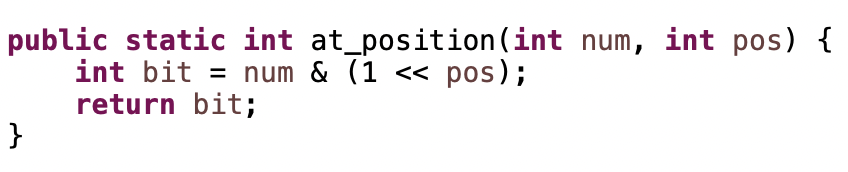 public static int at_position(int num, int pos) {
    int bit = num & (1 << pos);
    return bit;
}